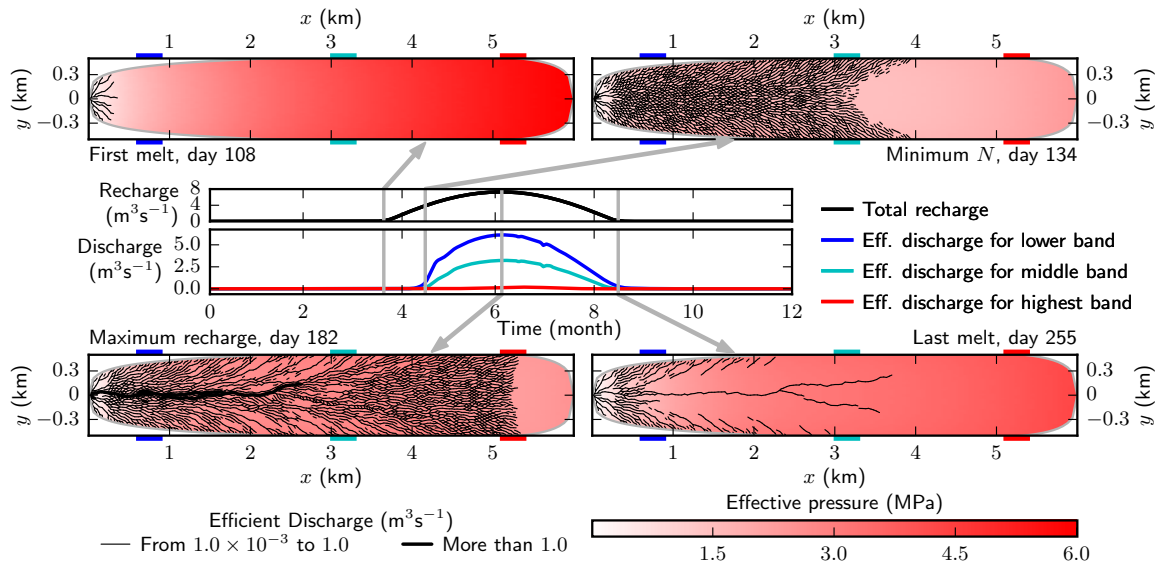 x (km)
x (km)
1 2 3 4 5
1 2 3 4 5
y (km)
0.3
0
−0.3
0.3
0
−0.3
y (km)
First melt, day 108
Minimum N, day 134
Recharge
(m³s⁻¹)
8
4
0
Discharge
(m³s⁻¹)
5.0
2.5
0.0
0 2 4 6 8 10 12
Time (month)
Total recharge
Eff. discharge for lower band
Eff. discharge for middle band
Eff. discharge for highest band
Maximum recharge, day 182
Last melt, day 255
y (km)
0.3
0
−0.3
0.3
0
−0.3
y (km)
1 2 3 4 5
1 2 3 4 5
x (km)
x (km)
Efficient Discharge (m³s⁻¹)
From 1.0 × 10⁻³ to 1.0
More than 1.0
Effective pressure (MPa)
1.5 3.0 4.5 6.0